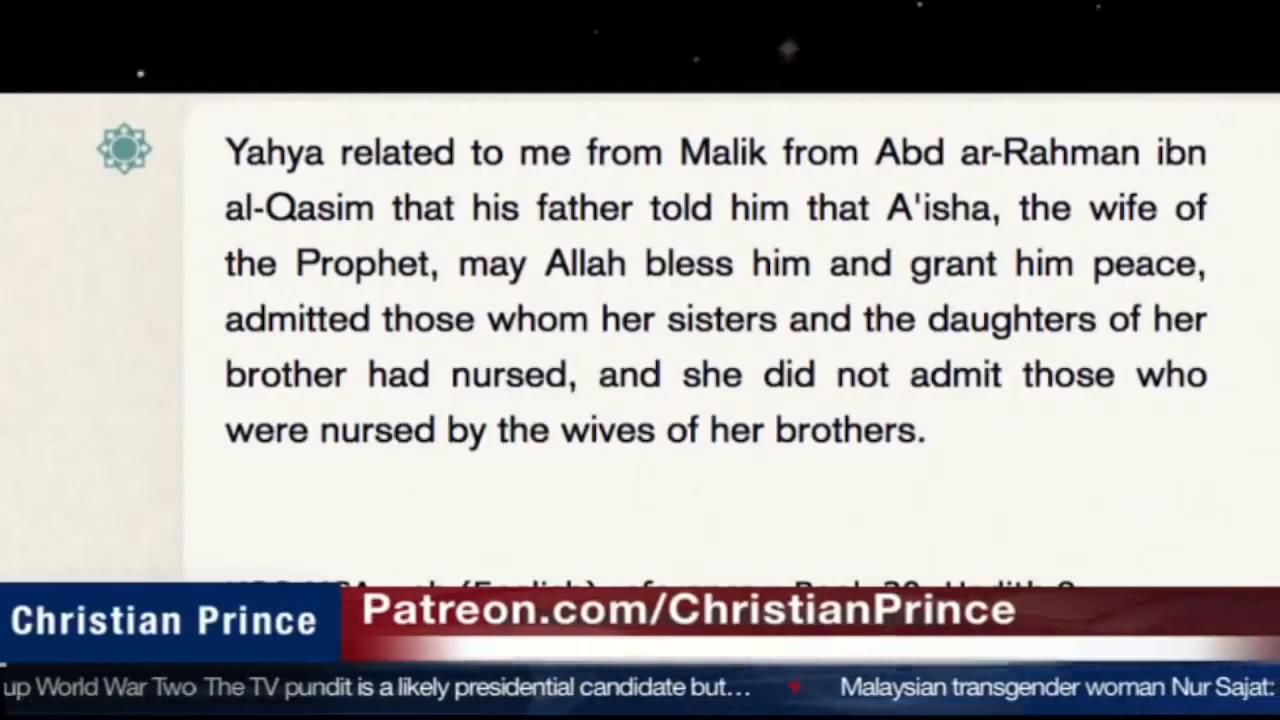 Yahya related to me from Malik from Abd ar-Rahman ibn
al-Qasim that his father told him that A'isha, the wife of
the Prophet, may Allah bless him and grant him peace,
admitted those whom her sisters and the daughters of her
brother had nursed, and she did not admit those who
were nursed by the wives of her brothers.
(English) Book Hadith
Christian Prince
Patreon.com/ChristianPrince
up World War Two The TV pundit is a likely presidential candidate but... Malaysian transgender woman Nur Sajat: